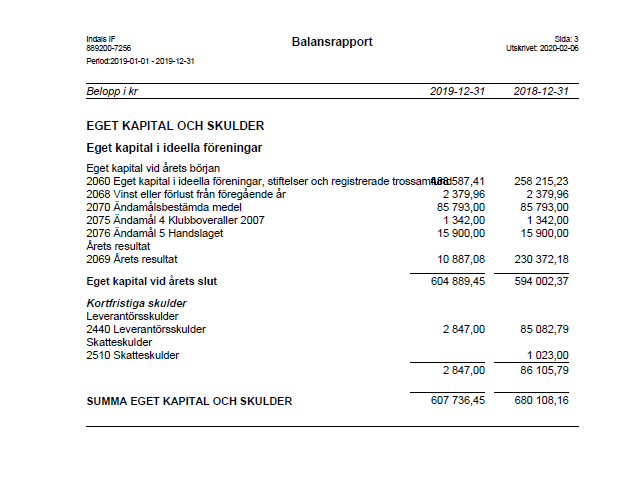 Indals IF
889200-7256
Period:2019-01-01 - 2019-12-31
Balansrapport
Sida: 3
Utskrivet: 2020-02-06
Belopp i kr 2019-12-31 2018-12-31
EGET KAPITAL OCH SKULDER
Eget kapital i ideella föreningar
Eget kapital vid årets början
2060 Eget kapital i ideella föreningar, stiftelser och registrerade trossamfund 488 587,41 258 215,23
2068 Vinst eller förlust från föregående år 2 379,96 2 379,96
2070 Ändamålsbestämda medel 85 793,00 85 793,00
2075 Ändamål 4 Klubboveraller 2007 1 342,00 1 342,00
2076 Ändamål 5 Handslaget 15 900,00 15 900,00
Årets resultat
2069 Årets resultat 10 887,08 230 372,18
Eget kapital vid årets slut 604 889,45 594 002,37
Kortfristiga skulder
Leverantörsskulder
2440 Leverantörsskulder 2 847,00 85 082,79
Skatteskulder
2510 Skatteskulder 1 023,00
2 847,00 86 105,79
SUMMA EGET KAPITAL OCH SKULDER 607 736,45 680 108,16